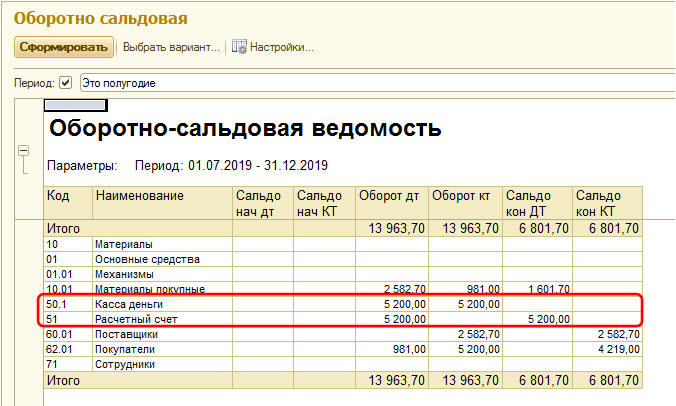 Оборотно сальдовая
Сформировать Выбрать вариант... Настройки...
Период: Это полугодие
Оборотно-сальдовая ведомость
Параметры: Период: 01.07.2019 - 31.12.2019
Код Наименование Сальдо нач дт Сальдо нач КТ Оборот дт Оборот кт Сальдо кон ДТ Сальдо кон КТ
Итого 13 963,70 13 963,70 6 801,70 6 801,70
10 Материалы
01 Основные средства
01.01 Механизмы
10.01 Материалы покупные 2 582,70 981,00 1 601,70
50.1 Касса деньги 5 200,00 5 200,00
51 Расчетный счет 5 200,00 5 200,00
60.01 Поставщики 2 582,70 2 582,70
62.01 Покупатели 981,00 5 200,00 4 219,00
71 Сотрудники
Итого 13 963,70 13 963,70 6 801,70 6 801,70